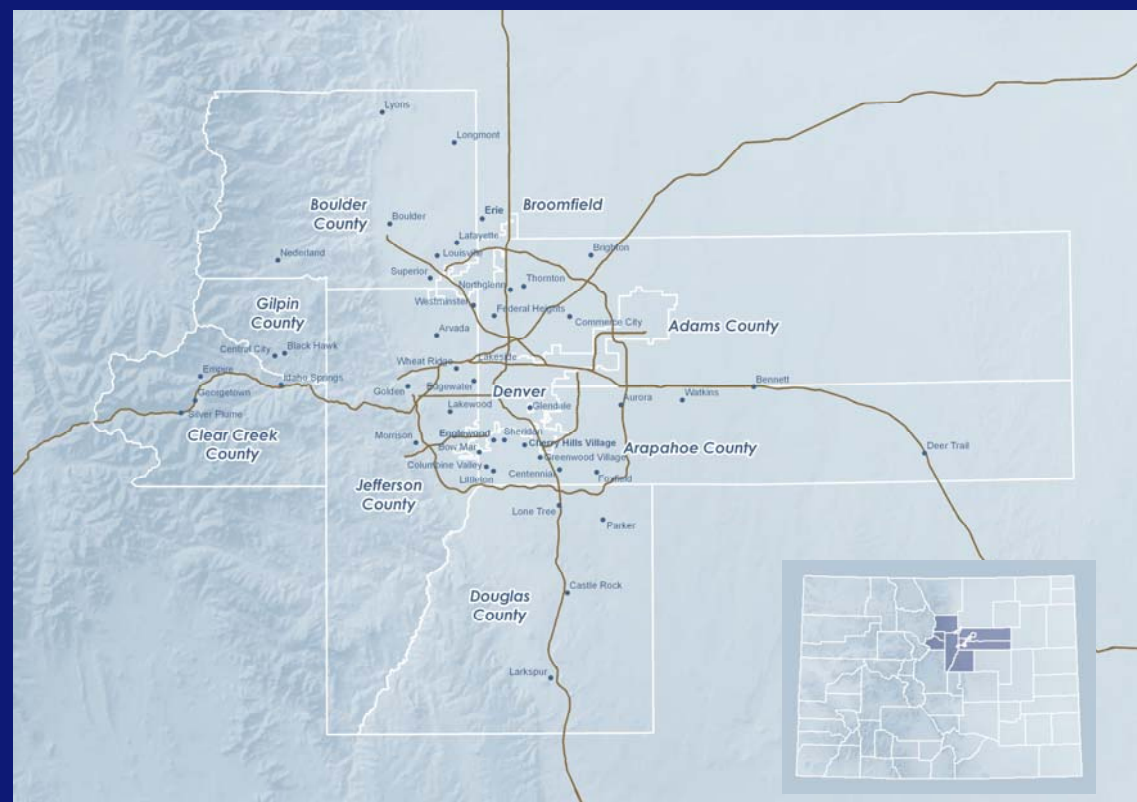 Lyons
Longmont
Boulder
County
Boulder
Erie
Broomfield
Lafayette
Louisville
Brighton
Nederland
Superior
Northglenn
Thornton
Gilpin
County
Westminster
Federal Heights
Commerce City
Adams County
Arvada
Central City
Black Hawk
Wheat Ridge
Lakeside
Empire
Idaho Springs
Golden
Edgewater
Denver
Bennett
Georgetown
Lakewood
Glendale
Aurora
Watkins
Silver Plume
Clear Creek
County
Morrison
Englewood
Sheridan
Cherry Hills Village
Arapahoe County
Bow Mar
Greenwood Village
Deer Trail
Columbine Valley
Centennial
Littleton
Foxfield
Jefferson
County
Lone Tree
Parker
Douglas
County
Castle Rock
Larkspur